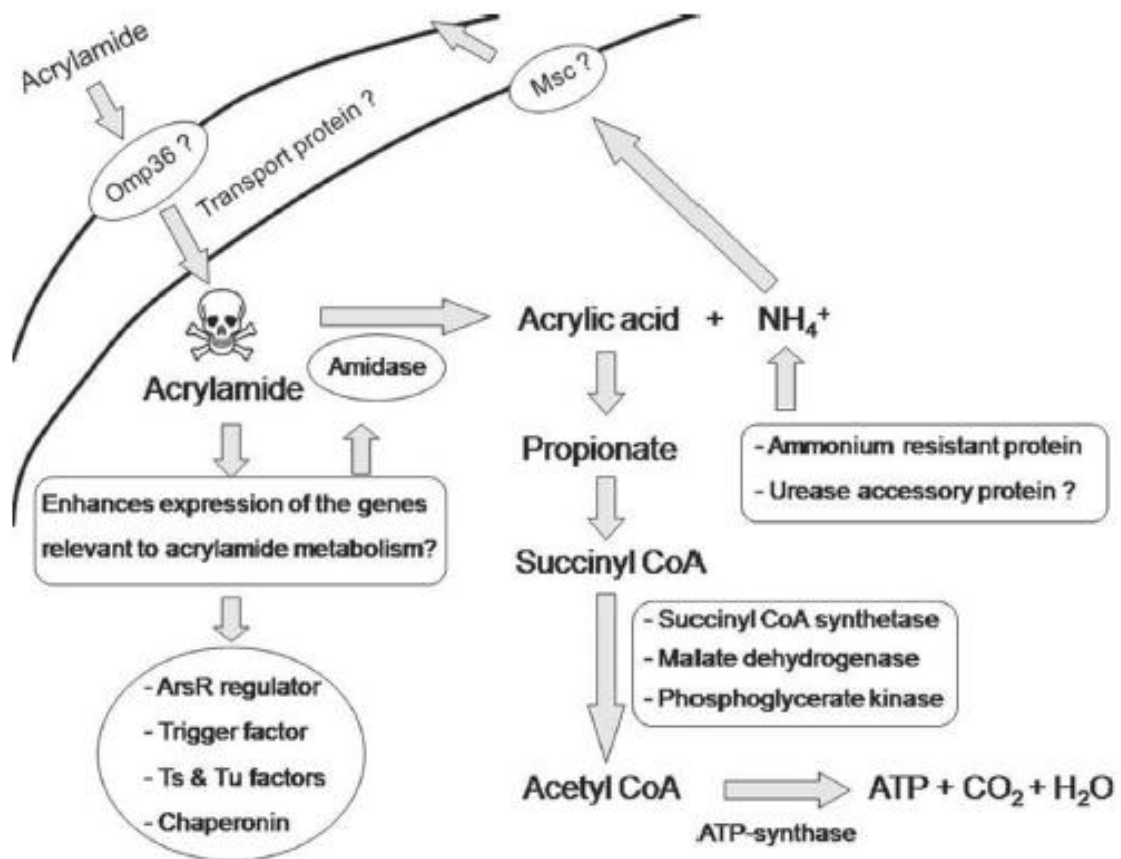 Acrylamide
Omp36 ?
Transport protein ?
Msc ?
Acrylamide
Amidase
Acrylic acid + NH₄⁺
Enhances expression of the genes
relevant to acrylamide metabolism?
- ArsR regulator
- Trigger factor
- Ts & Tu factors
- Chaperonin
Propionate
- Ammonium resistant protein
- Urease accessory protein ?
Succinyl CoA
- Succinyl CoA synthetase
- Malate dehydrogenase
- Phosphoglycerate kinase
Acetyl CoA
ATP-synthase
ATP + CO₂ + H₂O